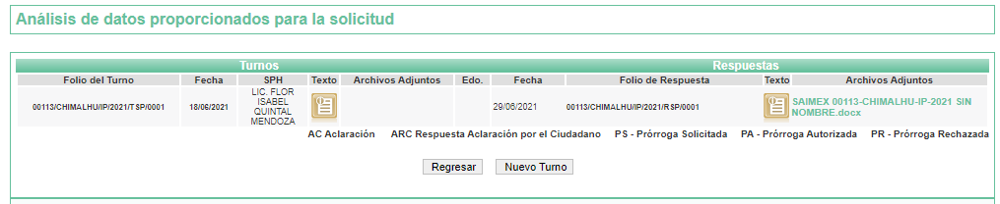 Análisis de datos proporcionados para la solicitud
Turnos Respuestas
Folio del Turno Fecha SPH Texto Archivos Adjuntos Edo. Fecha Folio de Respuesta Texto Archivos Adjuntos
00113/CHIMALHU/IP/2021/TSP/0001 18/06/2021 LIC. FLOR ISABEL QUINTAL MENDOZA 29/06/2021 00113/CHIMALHU/IP/2021/RSP/0001 SAIMEX 00113-CHIMALHU-IP-2021 SIN NOMBRE.docx
AC Aclaración ARC Respuesta Aclaración por el Ciudadano PS - Prórroga Solicitada PA - Prórroga Autorizada PR - Prórroga Rechazada
Regresar Nuevo Turno